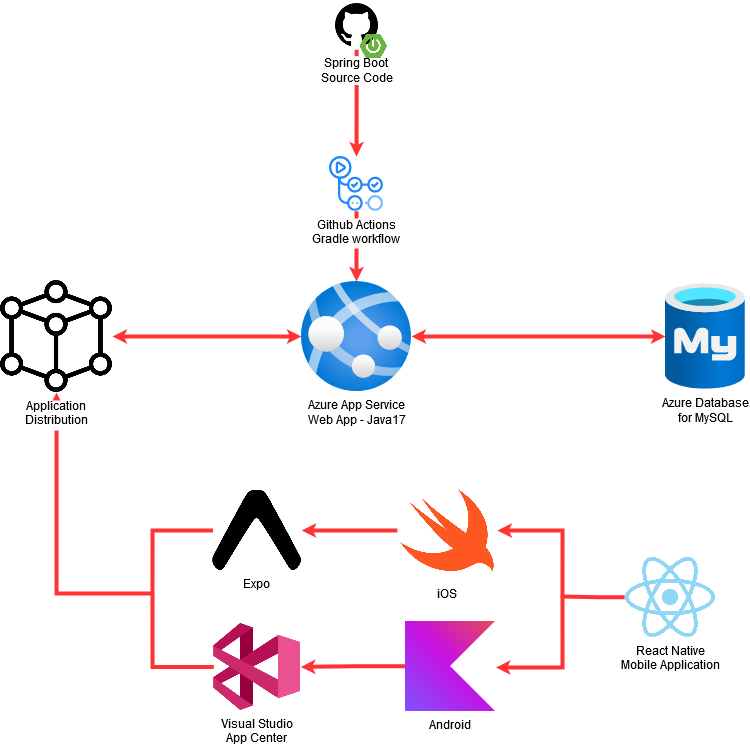 Spring Boot
Source Code
Github Actions
Gradle workflow
Application
Distribution
Azure App Service
Web App - Java17
My
Azure Database
for MySQL
Expo
iOS
React Native
Mobile Application
Visual Studio
App Center
Android